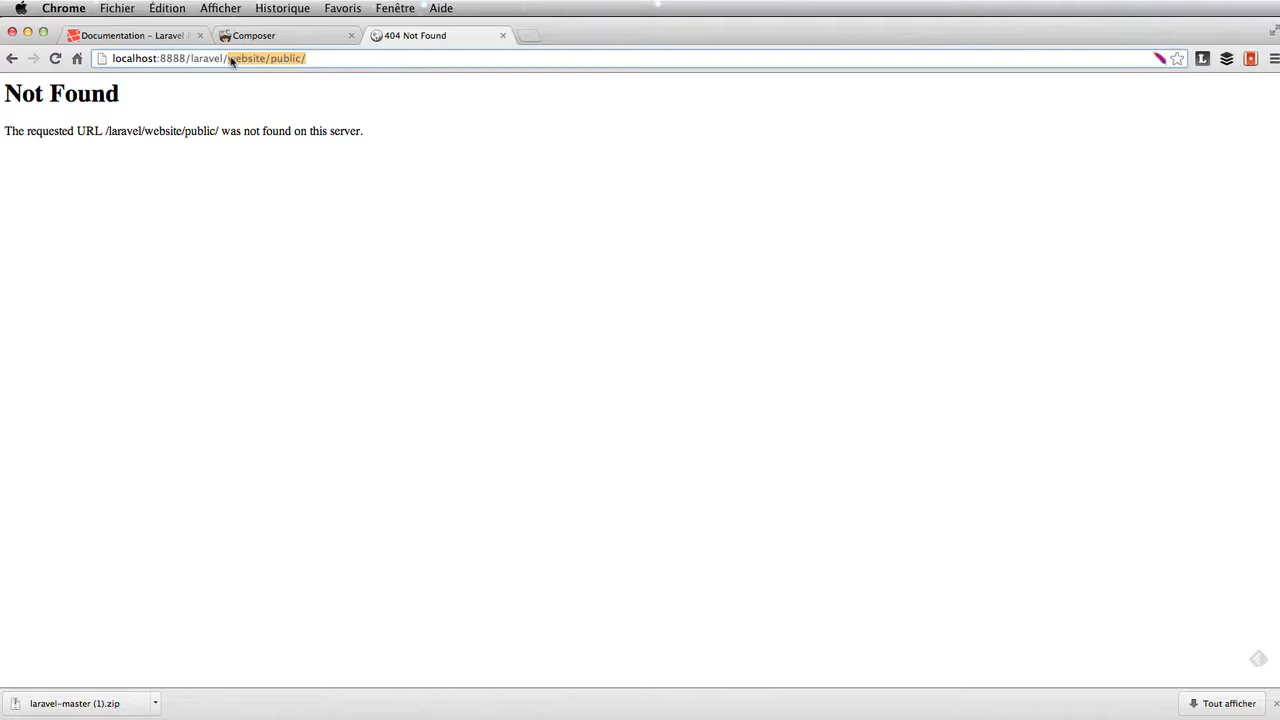 Chrome Fichier Édition Afficher Historique Favoris Fenêtre Aide
Documentation – Laravel Composer 404 Not Found
localhost:8888/laravel/website/public/
Not Found
The requested URL /laravel/website/public/ was not found on this server.
laravel-master (1).zip Tout afficher